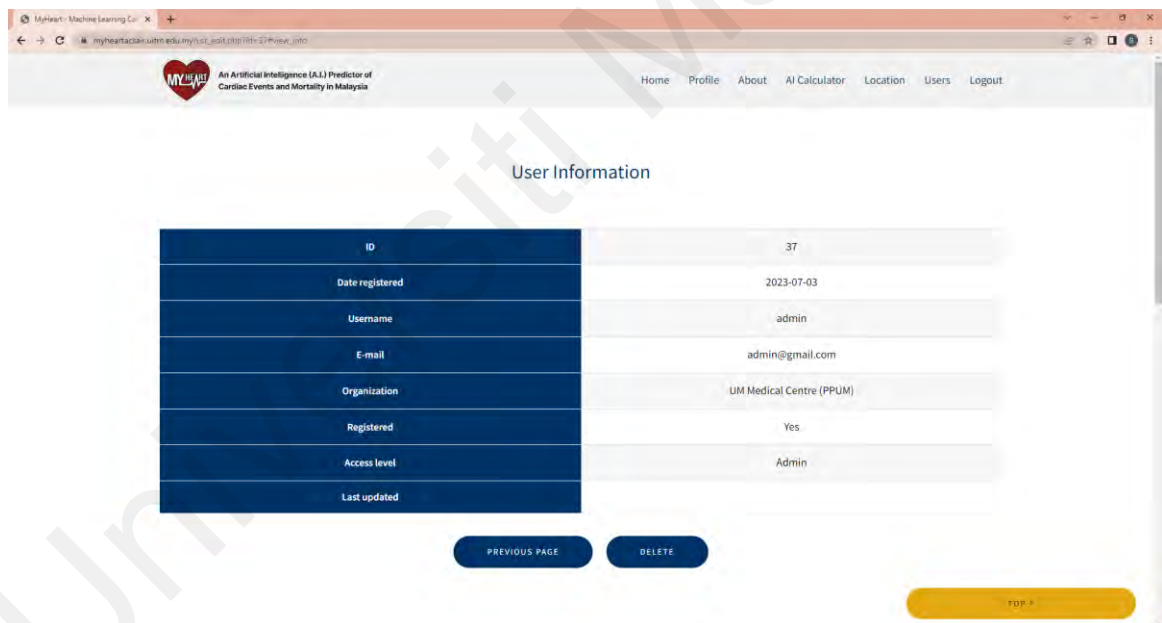 MyHeart - Machine Learning Cal
MY HEART
An Artificial Intelligence (A.I.) Predictor of
Cardiac Events and Mortality in Malaysia
Home Profile About AI Calculator Location Users Logout
User Information
ID 37
Date registered 2023-07-03
Username admin
E-mail admin@gmail.com
Organization UM Medical Centre (PPUM)
Registered Yes
Access level Admin
Last updated
PREVIOUS PAGE DELETE
TOP
Universiti M